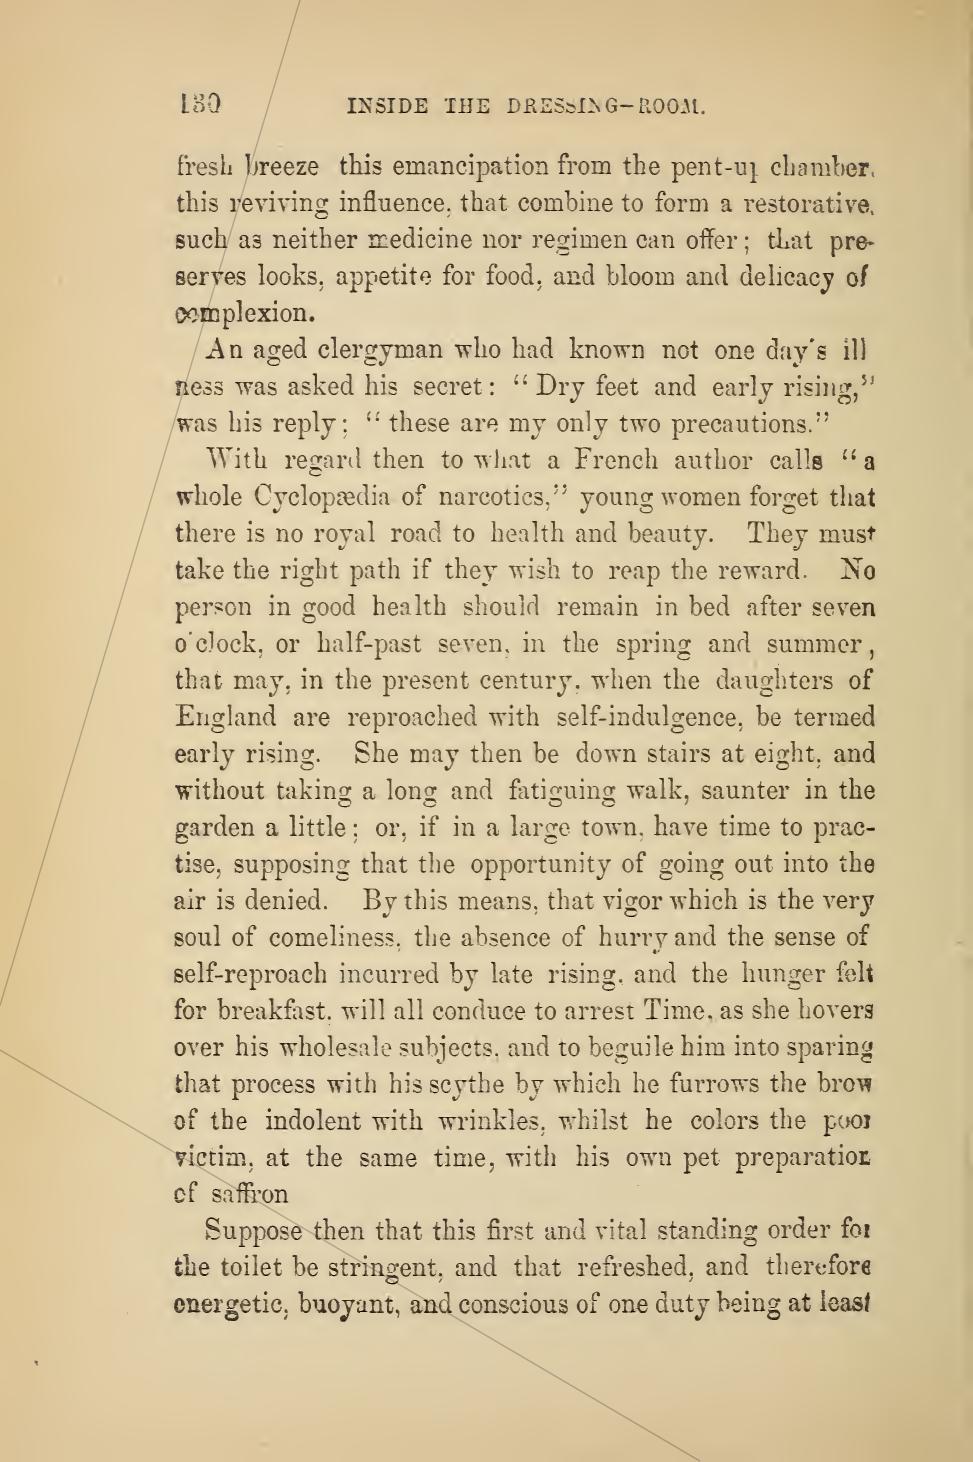 180 INSIDE THE DRESSING-ROOM.
fresh breeze this emancipation from the pent-up chamber,
this reviving influence, that combine to form a restorative,
such as neither medicine nor regimen can offer; that pre-
serves looks, appetite for food, and bloom and delicacy of
complexion.
An aged clergyman who had known not one day's ill
ness was asked his secret: "Dry feet and early rising,"
was his reply; "these are my only two precautions."
With regard then to what a French author calls "a
whole Cyclopædia of narcotics," young women forget that
there is no royal road to health and beauty. They must
take the right path if they wish to reap the reward. No
person in good health should remain in bed after seven
o'clock, or half-past seven, in the spring and summer,
that may, in the present century, when the daughters of
England are reproached with self-indulgence, be termed
early rising. She may then be down stairs at eight, and
without taking a long and fatiguing walk, saunter in the
garden a little; or, if in a large town, have time to prac-
tise, supposing that the opportunity of going out into the
air is denied. By this means, that vigor which is the very
soul of comeliness, the absence of hurry and the sense of
self-reproach incurred by late rising, and the hunger felt
for breakfast, will all conduce to arrest Time, as she hovers
over his wholesale subjects, and to beguile him into sparing
that process with his scythe by which he furrows the brow
of the indolent with wrinkles, whilst he colors the poor
victim, at the same time, with his own pet preparation
of saffron
Suppose then that this first and vital standing order for
the toilet be stringent, and that refreshed, and therefore
energetic, buoyant, and conscious of one duty being at least